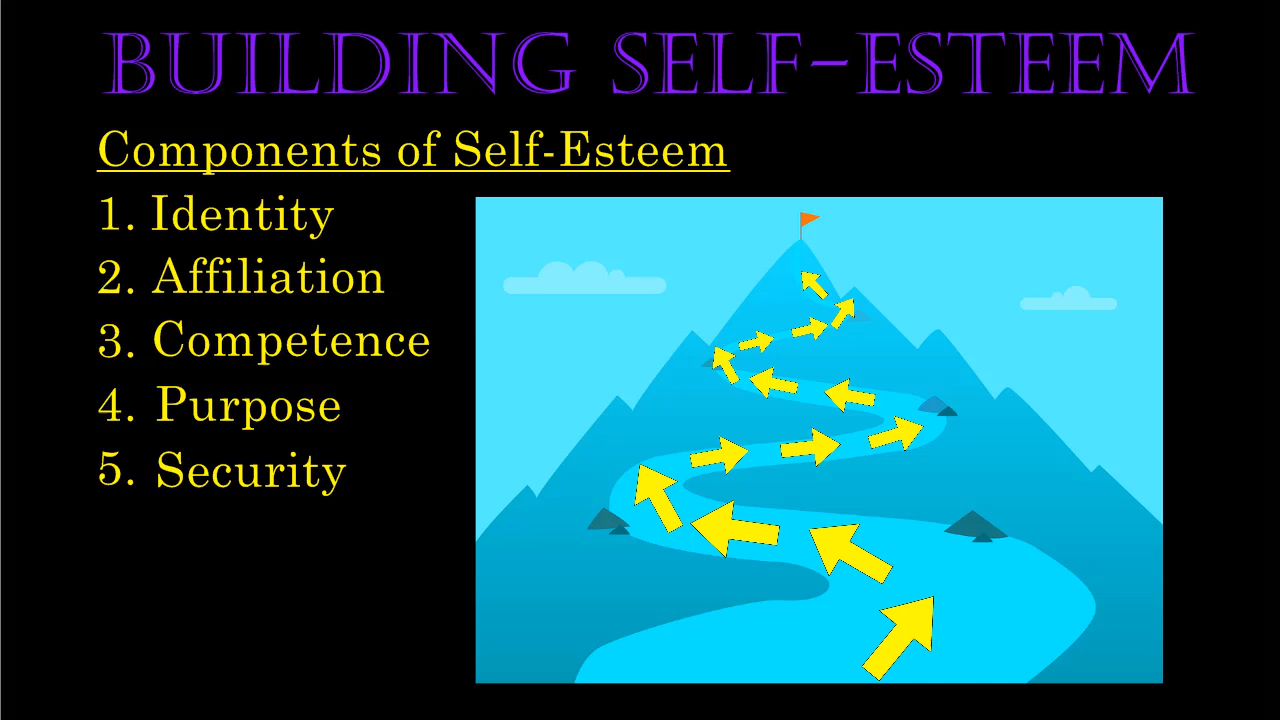 BUILDING SELF-ESTEEM
Components of Self-Esteem
1. Identity
2. Affiliation
3. Competence
4. Purpose
5. Security